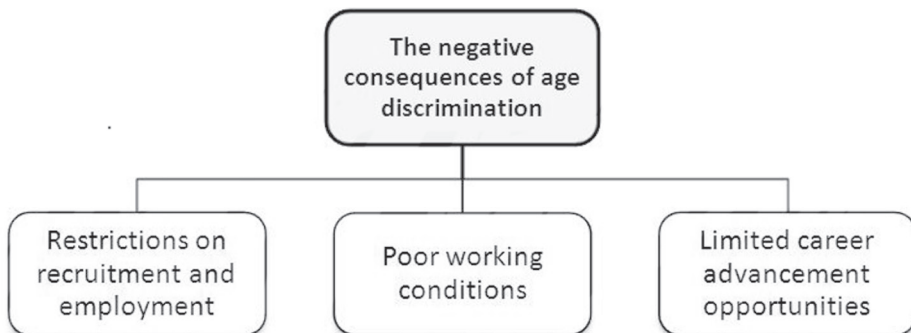 The negative
consequences of age
discrimination
Restrictions on
recruitment and
employment
Poor working
conditions
Limited career
advancement
opportunities